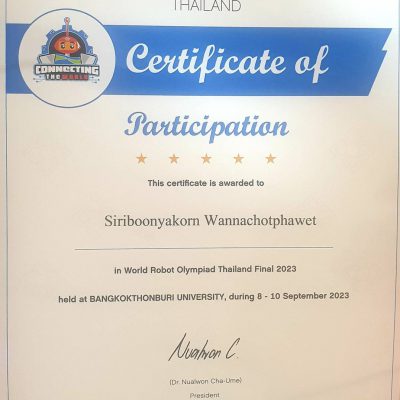 THAILAND
CONNECTING
THE WORLD
Certificate of
Participation
This certificate is awarded to
Siriboonyakorn Wannachotphawet
in World Robot Olympiad Thailand Final 2023
held at BANGKOKTHONBURI UNIVERSITY, during 8 - 10 September 2023
Nualwon C.
(Dr. Nualwon Cha-Ume)
President